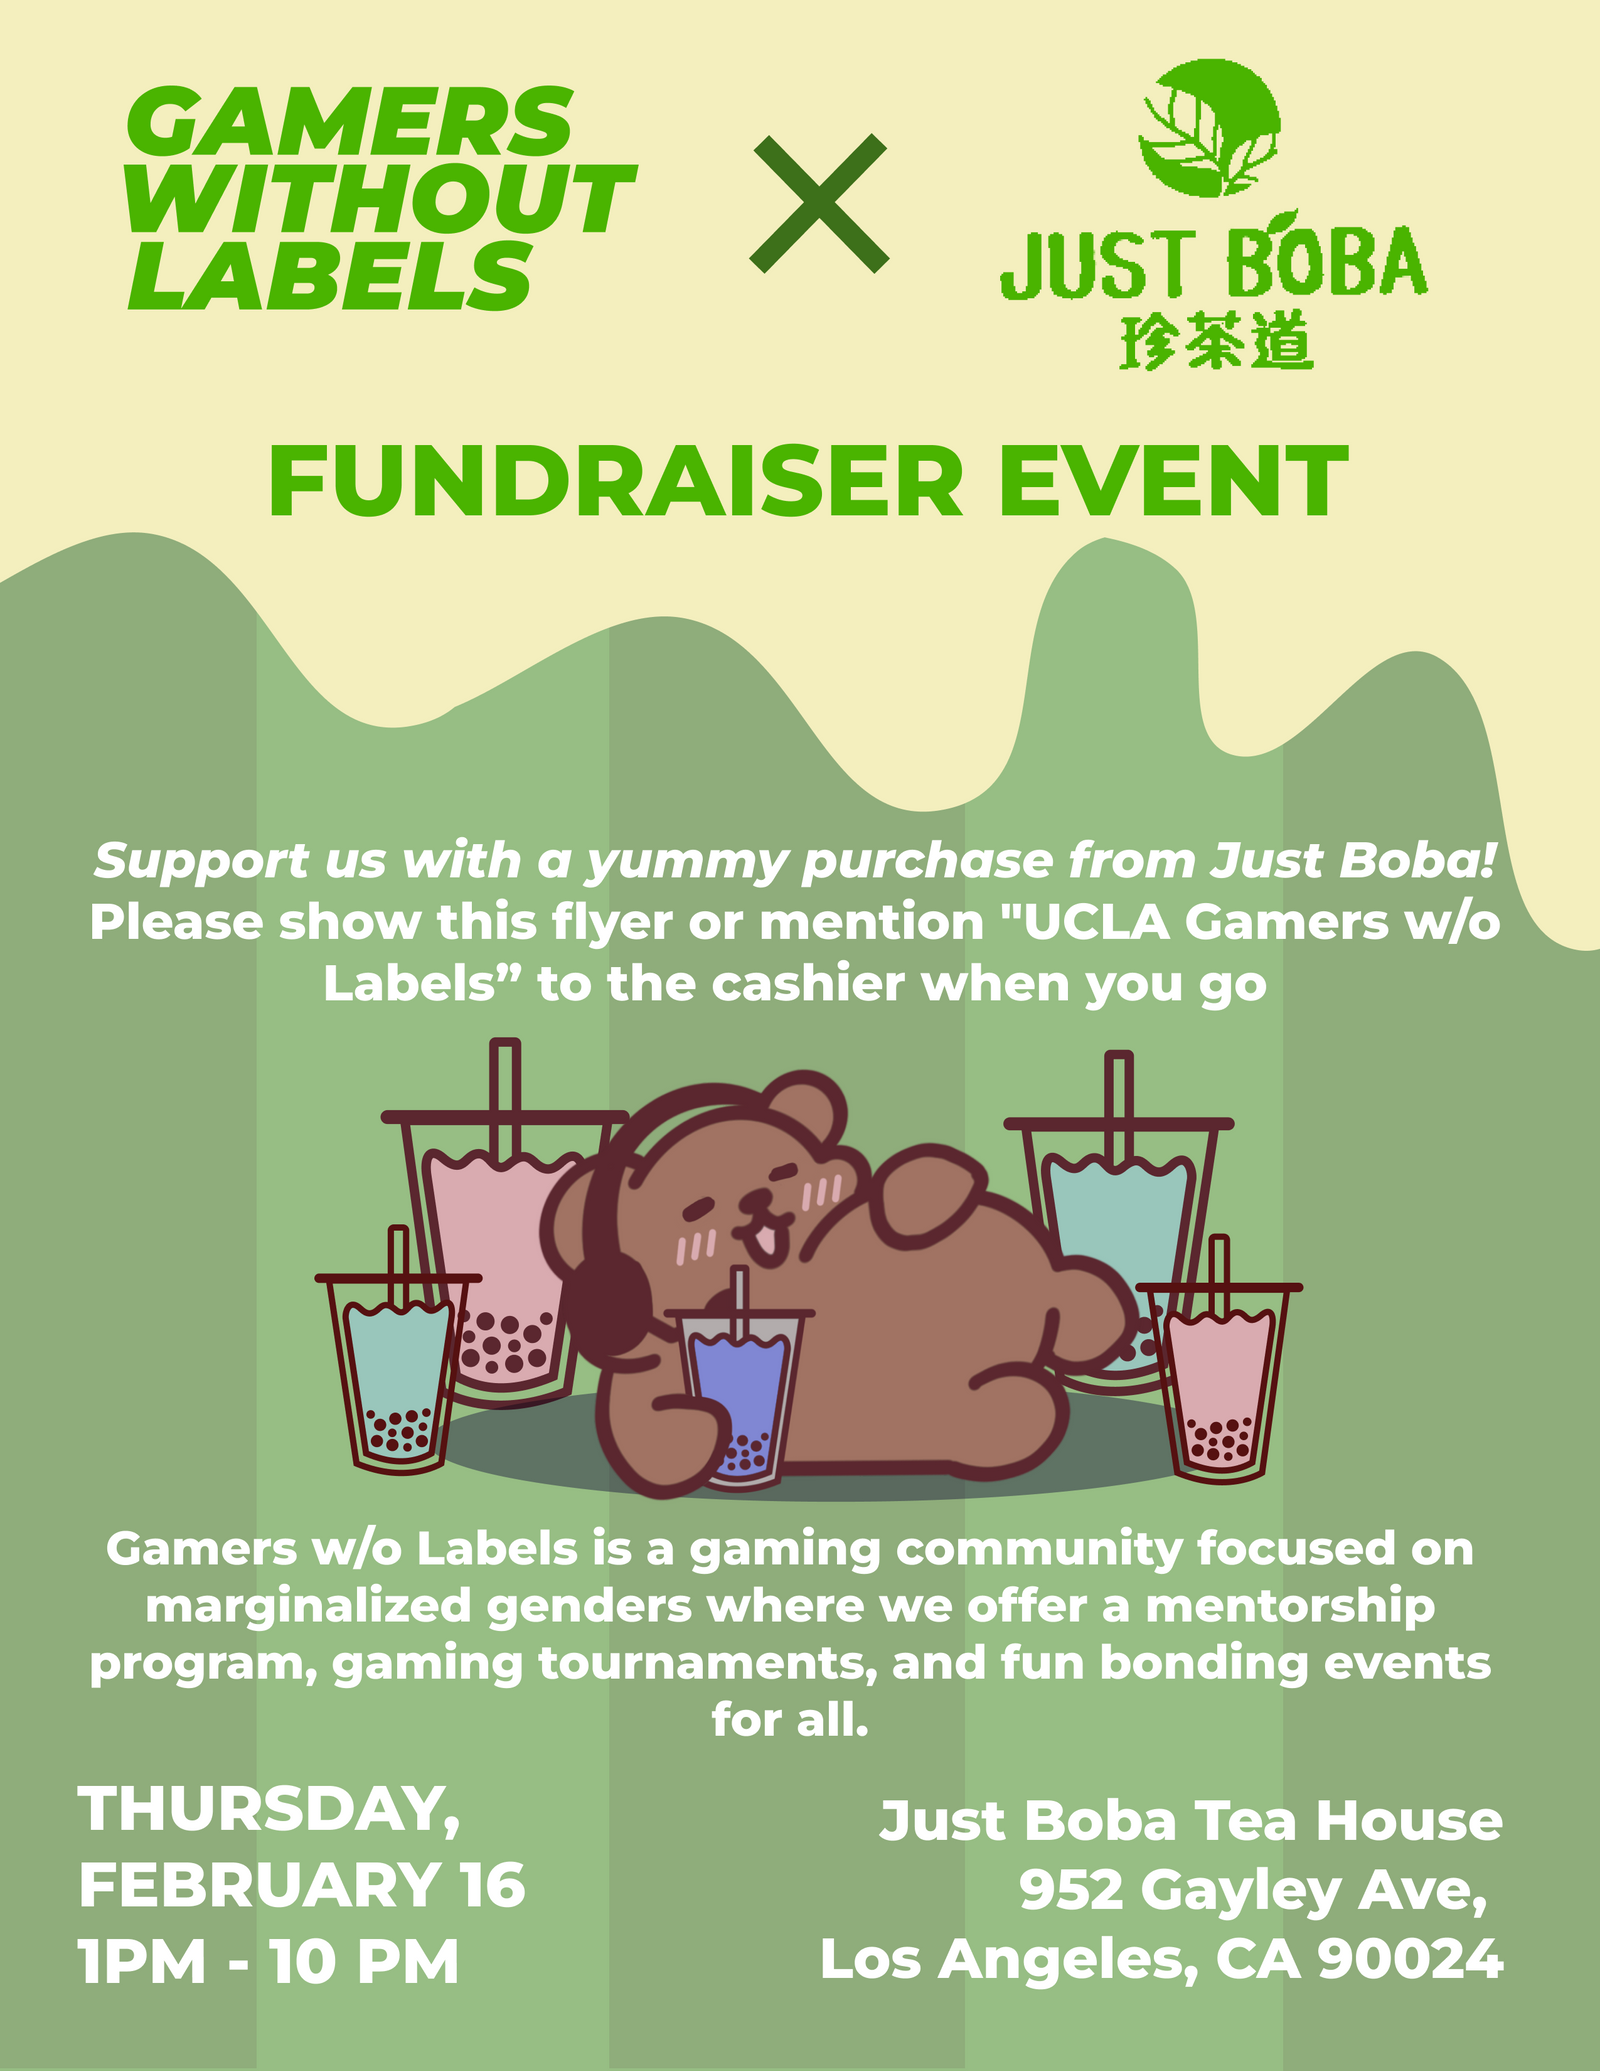 GAMERS
WITHOUT
LABELS
JUST BOBA
珍茶道
FUNDRAISER EVENT
Support us with a yummy purchase from Just Boba!
Please show this flyer or mention "UCLA Gamers w/o
Labels” to the cashier when you go
Gamers w/o Labels is a gaming community focused on
marginalized genders where we offer a mentorship
program, gaming tournaments, and fun bonding events
for all.
THURSDAY,
FEBRUARY 16
1PM - 10 PM
Just Boba Tea House
952 Gayley Ave,
Los Angeles, CA 90024